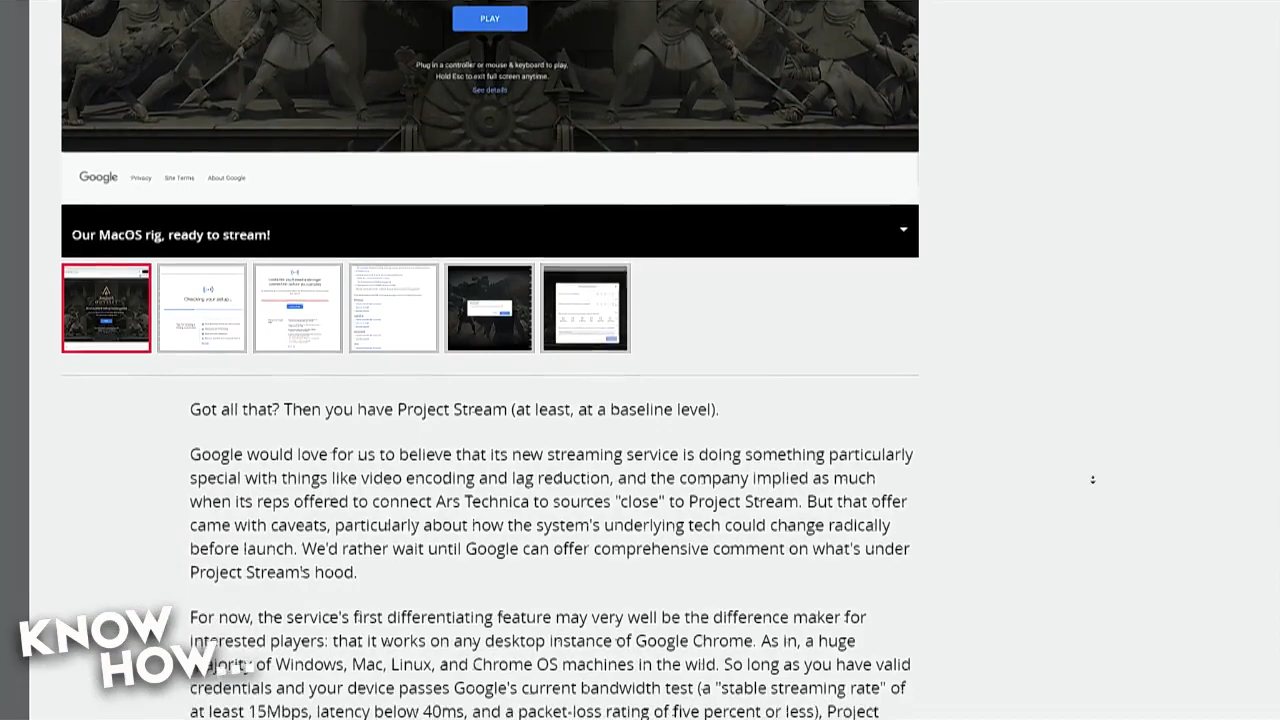 PLAY
Plug in a controller or mouse & keyboard to play.
Hold Esc to exit full screen anytime.
See details
Google Privacy Site Terms About Google
Our MacOS rig, ready to stream!
Checking your setup...
Got all that? Then you have Project Stream (at least, at a baseline level).
Google would love for us to believe that its new streaming service is doing something particularly
special with things like video encoding and lag reduction, and the company implied as much
when its reps offered to connect Ars Technica to sources "close" to Project Stream. But that offer
came with caveats, particularly about how the system's underlying tech could change radically
before launch. We'd rather wait until Google can offer comprehensive comment on what's under
Project Stream's hood.
For now, the service's first differentiating feature may very well be the difference maker for
interested players: that it works on any desktop instance of Google Chrome. As in, a huge
majority of Windows, Mac, Linux, and Chrome OS machines in the wild. So long as you have valid
credentials and your device passes Google's current bandwidth test (a "stable streaming rate" of
at least 15Mbps, latency below 40ms, and a packet-loss rating of five percent or less), Project
KNOW
HOW...